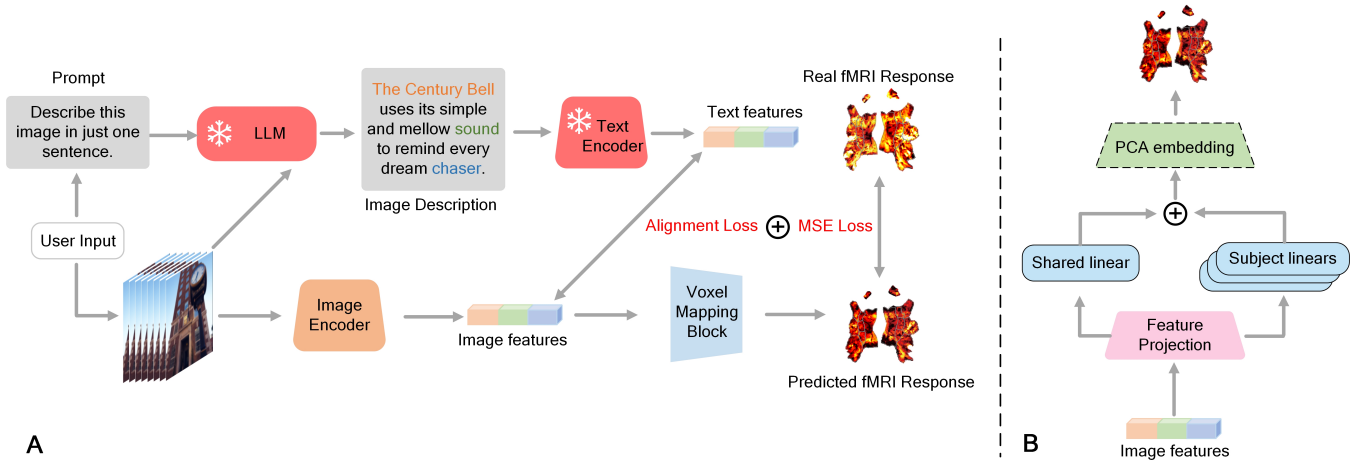 Prompt
Describe this
image in just one
sentence.
User Input
LLM
The Century Bell
uses its simple
and mellow sound
to remind every
dream chaser.
Image Description
Text
Encoder
Text features
Real fMRI Response
Alignment Loss + MSE Loss
Image
Encoder
Image features
Voxel
Mapping
Block
Predicted fMRI Response
A
PCA embedding
+
Shared linear
Subject linears
Feature
Projection
Image features
B